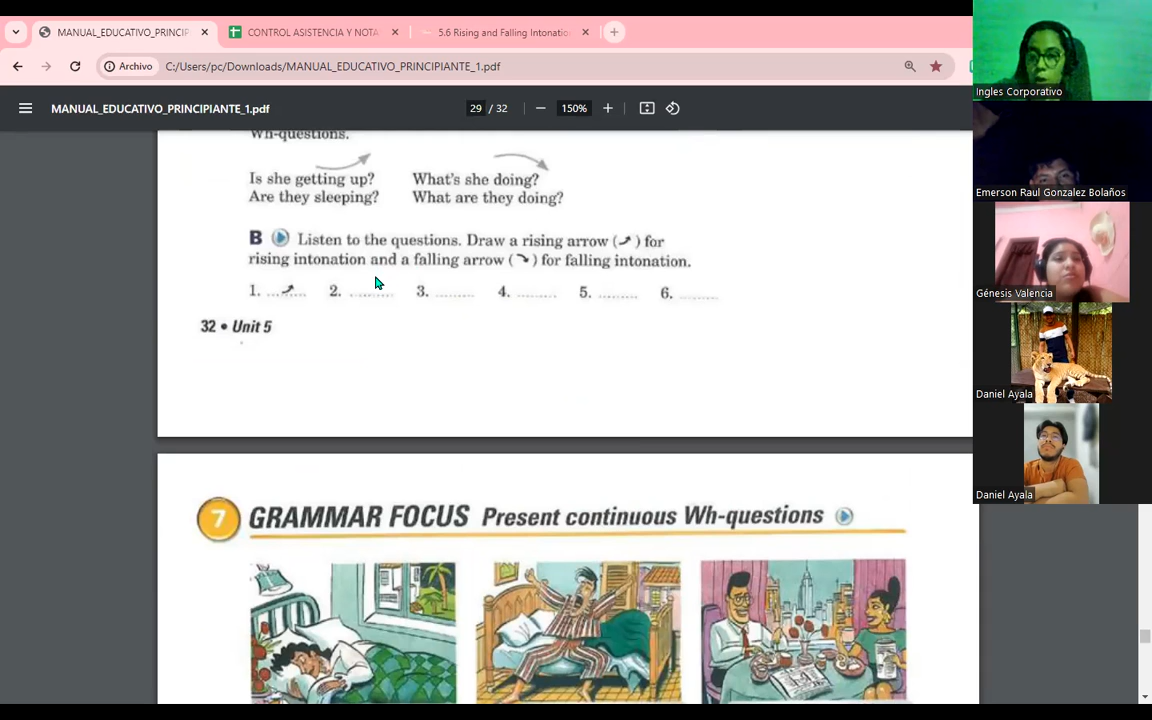 MANUAL_EDUCATIVO_PRINCIP
CONTROL ASISTENCIA Y NOTA
5.6 Rising and Falling Intonatio
Archivo
C:/Users/pc/Downloads/MANUAL_EDUCATIVO_PRINCIPIANTE_1.pdf
MANUAL_EDUCATIVO_PRINCIPIANTE_1.pdf
29 / 32
150%
Wh-questions.
Is she getting up? What's she doing?
Are they sleeping? What are they doing?
B Listen to the questions. Draw a rising arrow ( ) for
rising intonation and a falling arrow ( ) for falling intonation.
1. 2. 3. 4. 5. 6.
32 • Unit 5
7 GRAMMAR FOCUS Present continuous Wh-questions
Ingles Corporativo
Emerson Raul Gonzalez Bolaños
Génesis Valencia
Daniel Ayala
Daniel Ayala